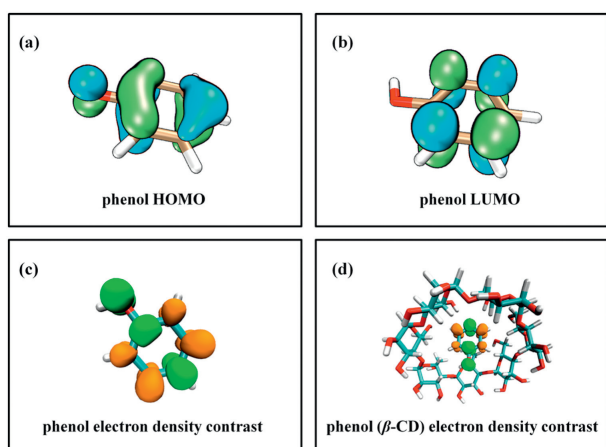 (a)
phenol HOMO
(b)
phenol LUMO
(c)
phenol electron density contrast
(d)
phenol (β-CD) electron density contrast